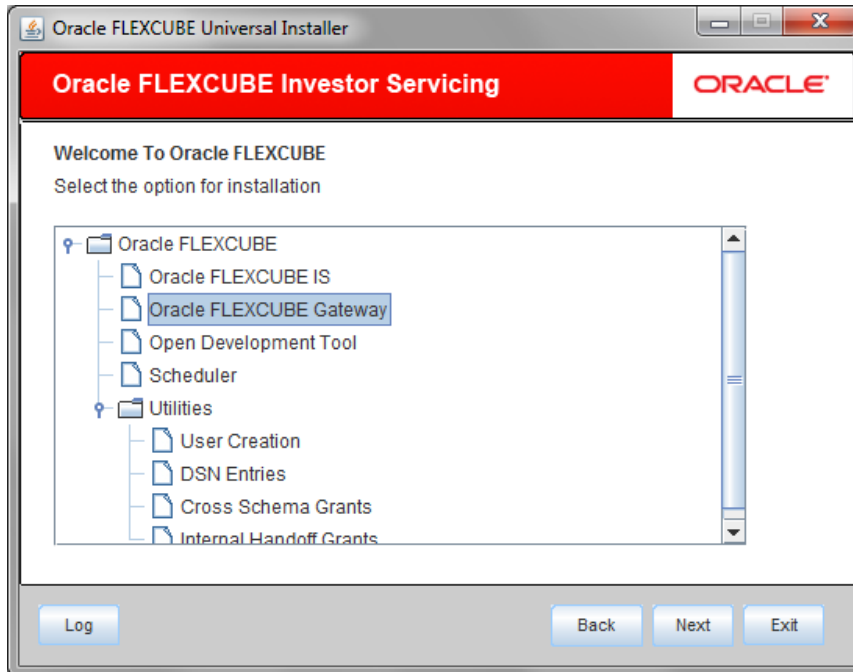 Oracle FLEXCUBE Universal Installer
Oracle FLEXCUBE Investor Servicing
ORACLE
Welcome To Oracle FLEXCUBE
Select the option for installation
Oracle FLEXCUBE
Oracle FLEXCUBE IS
Oracle FLEXCUBE Gateway
Open Development Tool
Scheduler
Utilities
User Creation
DSN Entries
Cross Schema Grants
Internal Handoff Grants
Log Back Next Exit